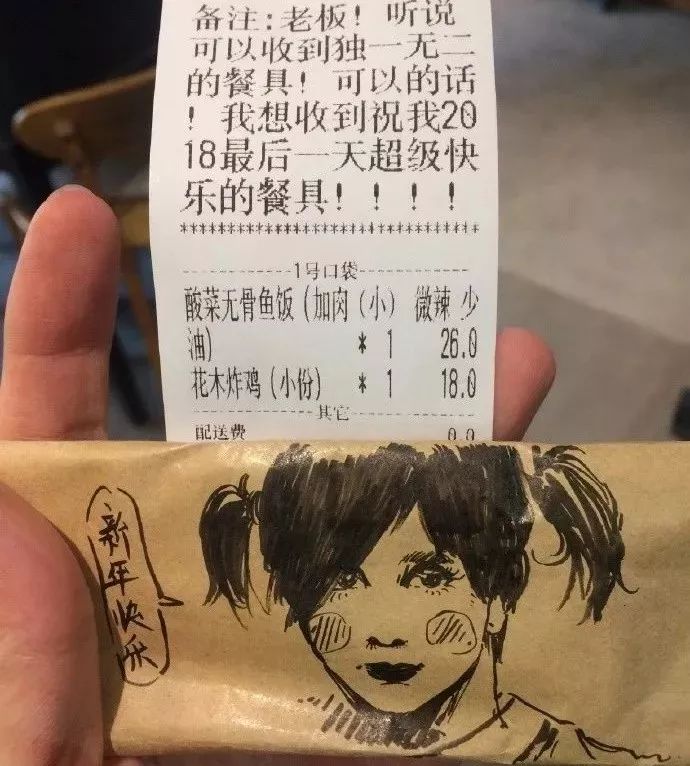 备注:老板！听说
可以收到独一无二
的餐具！可以的话
！我想收到祝我20
18最后一天超级快
乐的餐具！！！！
************************************
1号口袋
酸菜无骨鱼饭(加肉(小) 微辣 少
油) * 1 26.0
花木炸鸡(小份) * 1 18.0
其它
配送费 0.0
新年快乐